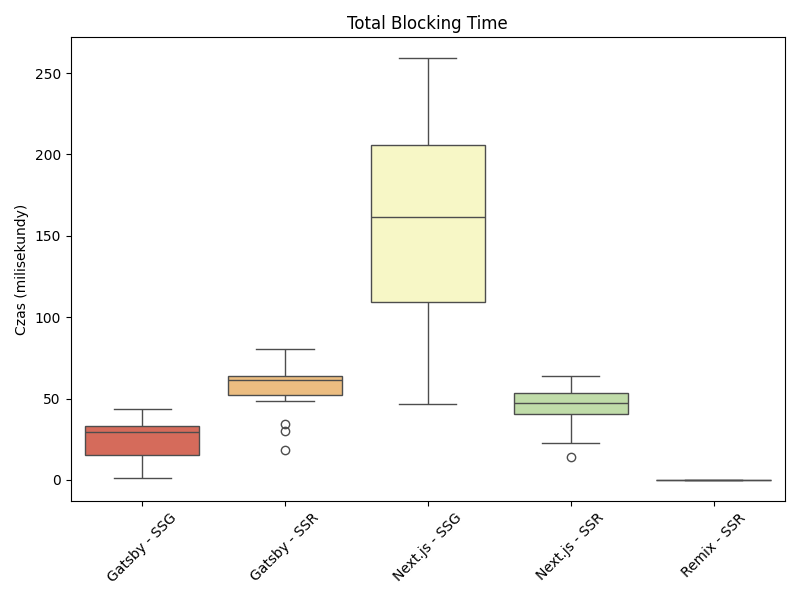 Total Blocking Time
Czas (milisekundy)
250
200
150
100
50
0
Gatsby - SSG
Gatsby - SSR
Next.js - SSG
Next.js - SSR
Remix - SSR